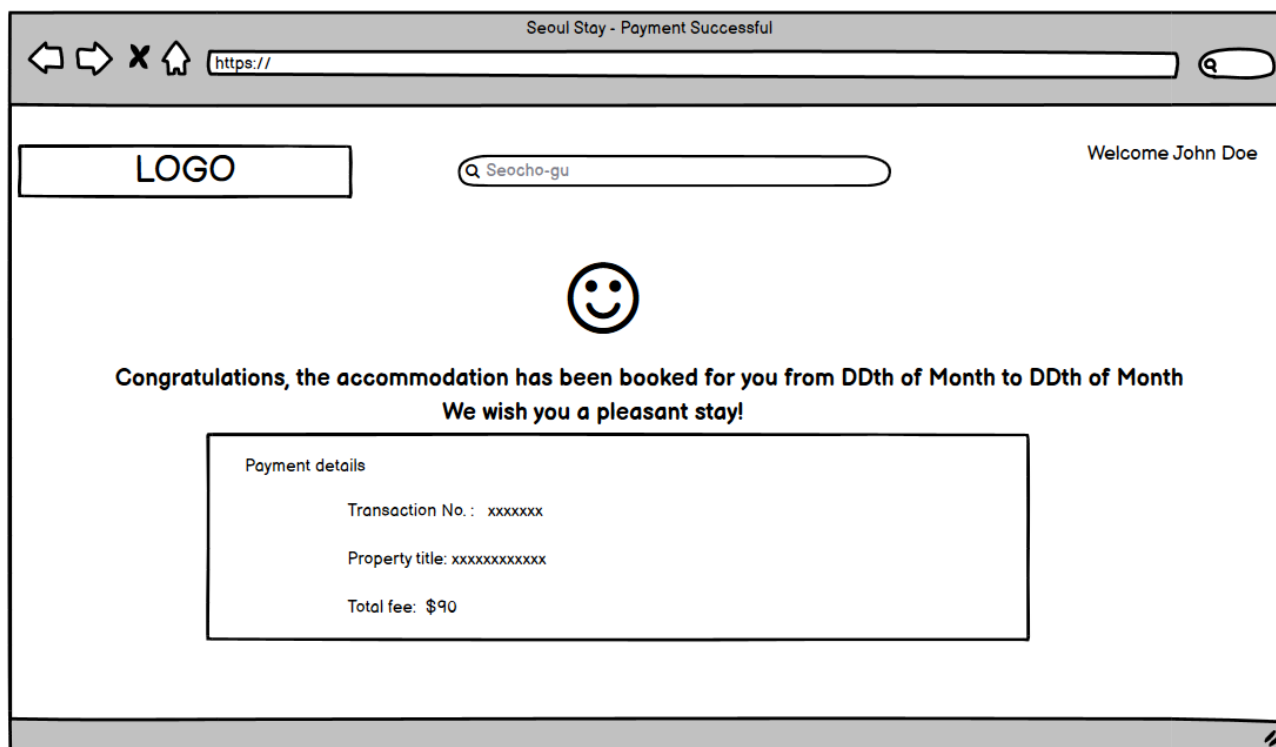 Seoul Stay - Payment Successful
https://
LOGO
Seocho-gu
Welcome John Doe
Congratulations, the accommodation has been booked for you from DDth of Month to DDth of Month
We wish you a pleasant stay!
Payment details
Transaction No. : xxxxxxx
Property title: xxxxxxxxxxxx
Total fee: $90